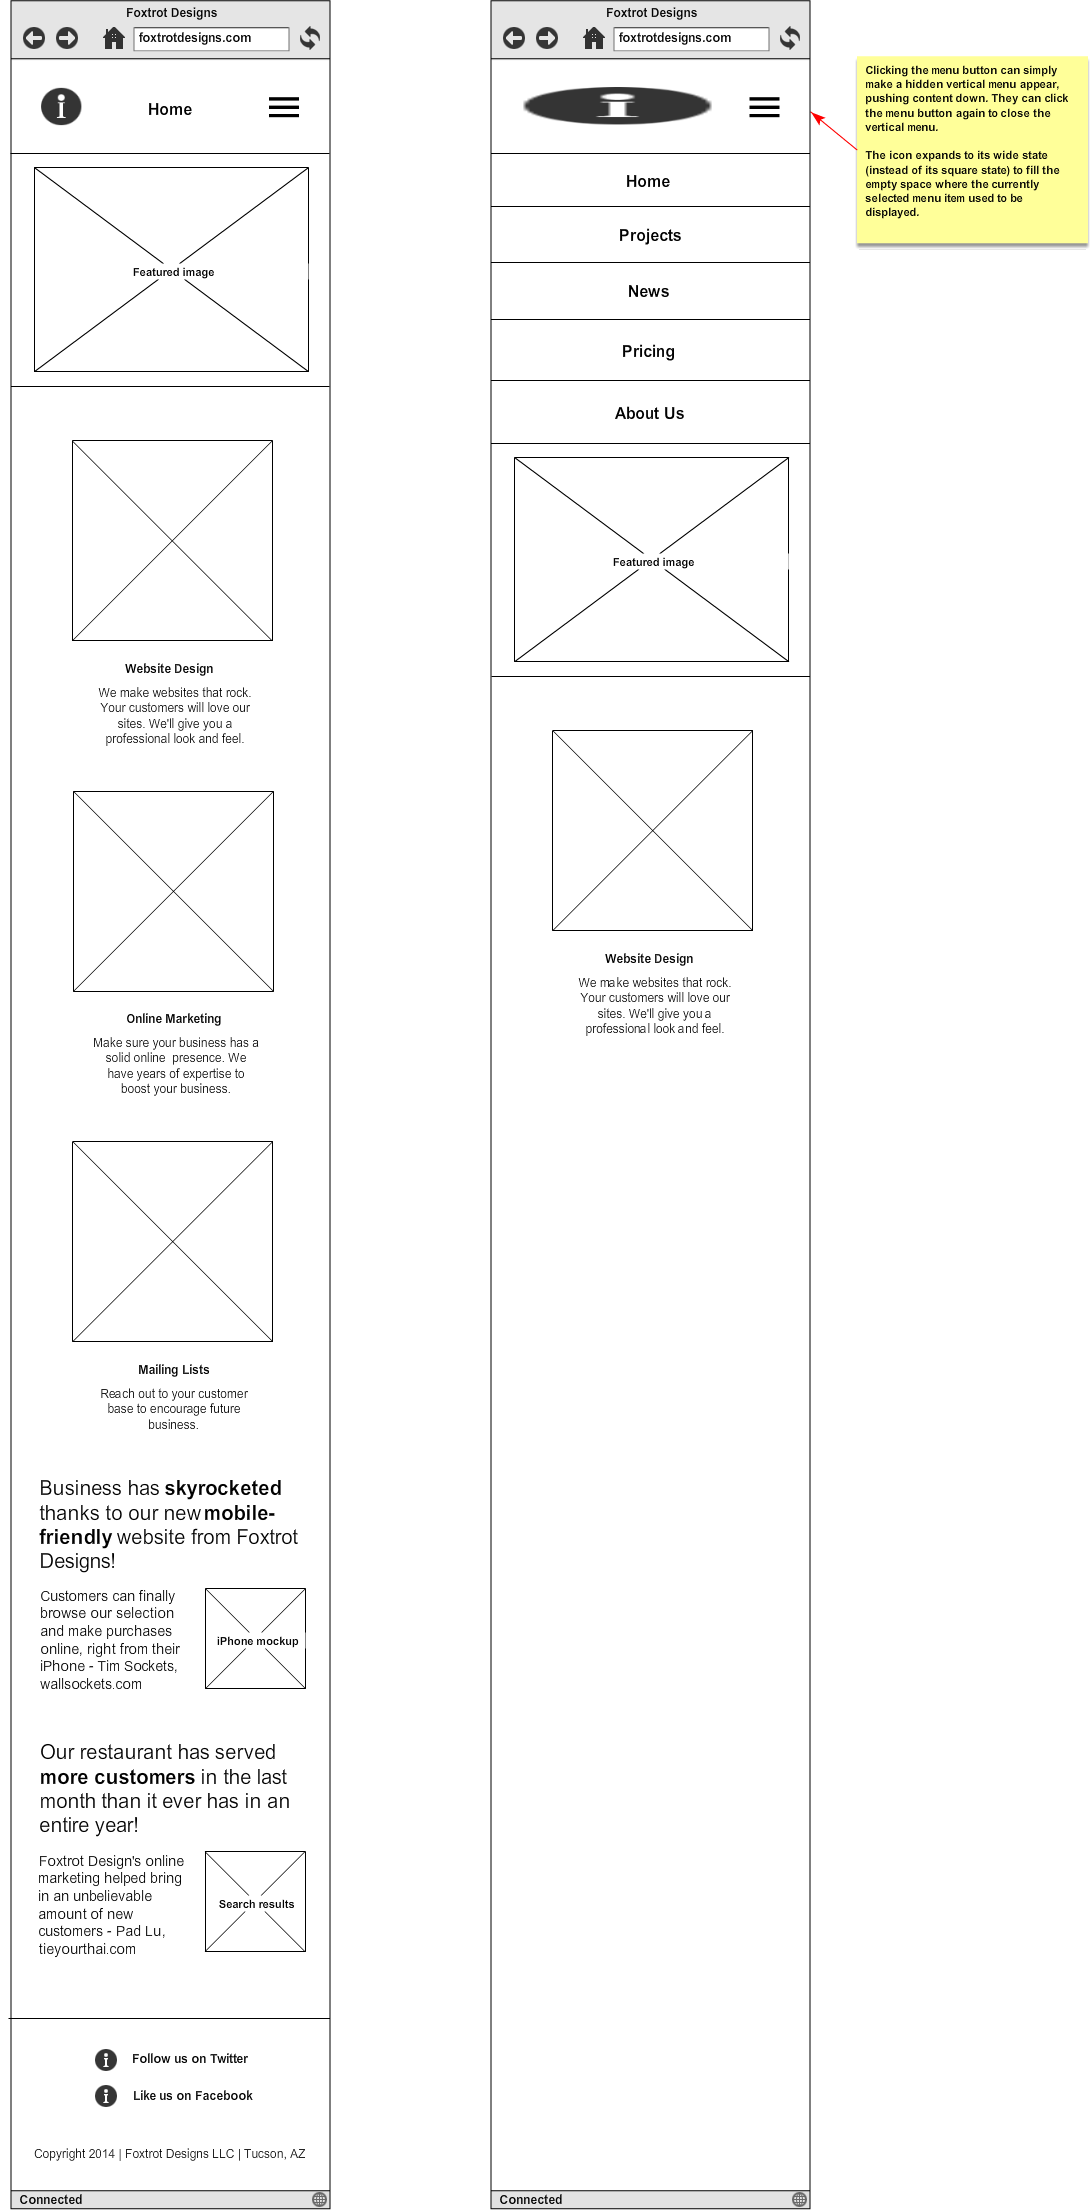 Foxtrot Designs
foxtrotdesigns.com
Home
Featured image
Website Design
We make websites that rock.
Your customers will love our
sites. We'll give you a
professional look and feel.
Online Marketing
Make sure your business has a
solid online  presence. We
have years of expertise to
boost your business.
Mailing Lists
Reach out to your customer
base to encourage future
business.
Business has skyrocketed
thanks to our new mobile-
friendly website from Foxtrot
Designs!
Customers can finally
browse our selection
and make purchases
online, right from their
iPhone - Tim Sockets,
wallsockets.com
iPhone mockup
Our restaurant has served
more customers in the last
month than it ever has in an
entire year!
Foxtrot Design's online
marketing helped bring
in an unbelievable
amount of new
customers - Pad Lu,
tieyourthai.com
Search results
Follow us on Twitter
Like us on Facebook
Copyright 2014 | Foxtrot Designs LLC | Tucson, AZ
Connected
Foxtrot Designs
foxtrotdesigns.com
Home
Projects
News
Pricing
About Us
Featured image
Website Design
We make websites that rock.
Your customers will love our
sites. We'll give you a
professional look and feel.
Connected
Clicking the menu button can simply
make a hidden vertical menu appear,
pushing content down. They can click
the menu button again to close the
vertical menu.
The icon expands to its wide state
(instead of its square state) to fill the
empty space where the currently
selected menu item used to be
displayed.